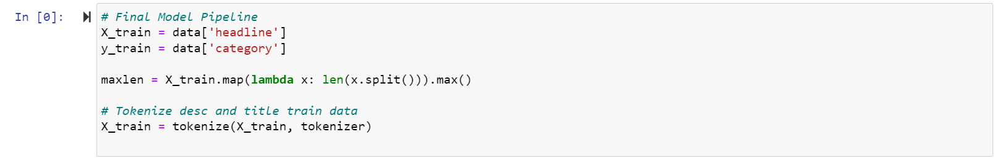 In [0]:
# Final Model Pipeline
X_train = data['headline']
y_train = data['category']
maxlen = X_train.map(lambda x: len(x.split())).max()
# Tokenize desc and title train data
X_train = tokenize(X_train, tokenizer)